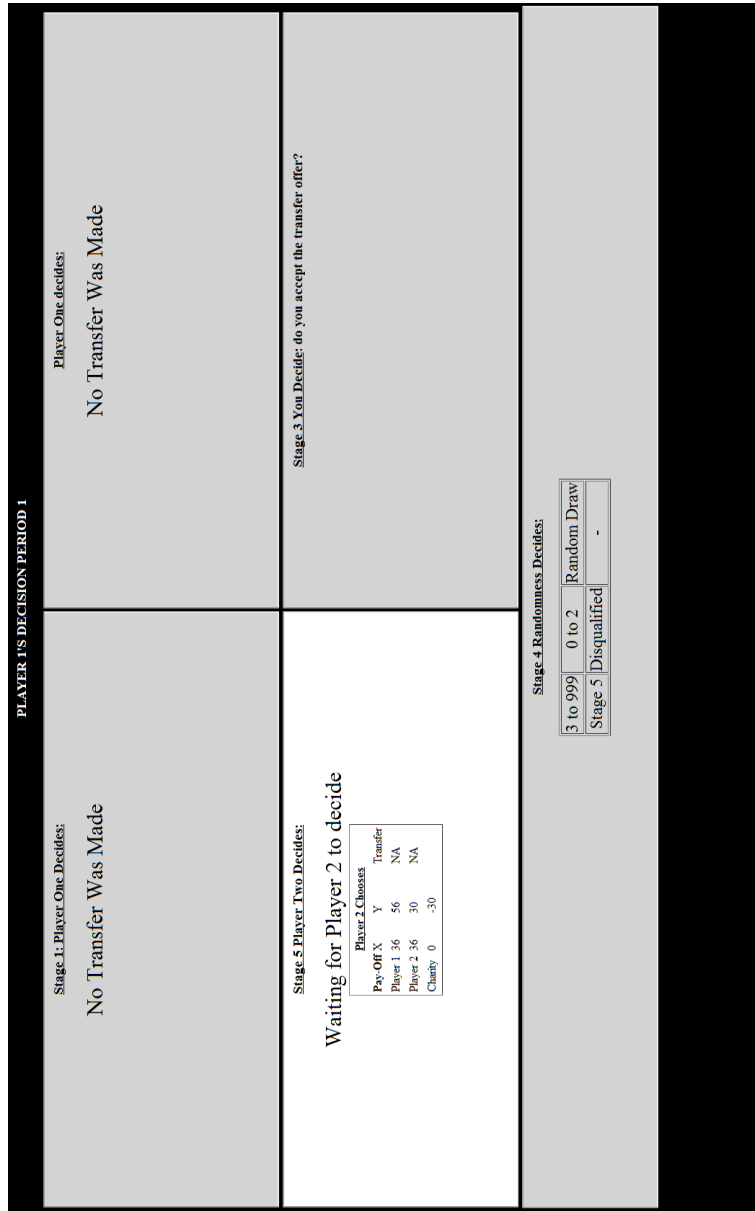 PLAYER 1'S DECISION PERIOD 1
Stage 1: Player One Decides:
No Transfer Was Made
Player One decides:
No Transfer Was Made
Stage 5 Player Two Decides:
Waiting for Player 2 to decide
Player 2 Chooses
Pay-Off X Y Transfer
Player 1 36 56 NA
Player 2 36 30 NA
Charity 0 -30
Stage 3 You Decide: do you accept the transfer offer?
Stage 4 Randomness Decides:
3 to 999 0 to 2 Random Draw
Stage 5 Disqualified -